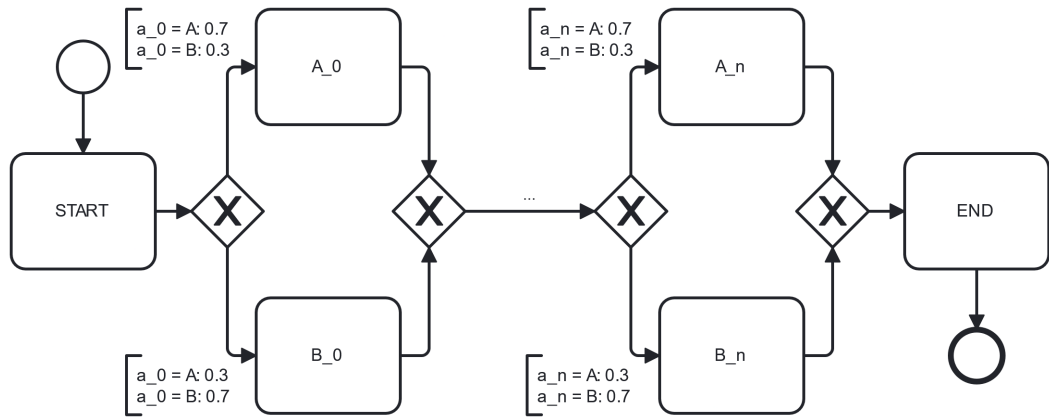 a_0 = A: 0.7
a_0 = B: 0.3
A_0
a_n = A: 0.7
a_n = B: 0.3
A_n
START
X
X
...
X
X
END
a_0 = A: 0.3
a_0 = B: 0.7
B_0
a_n = A: 0.3
a_n = B: 0.7
B_n